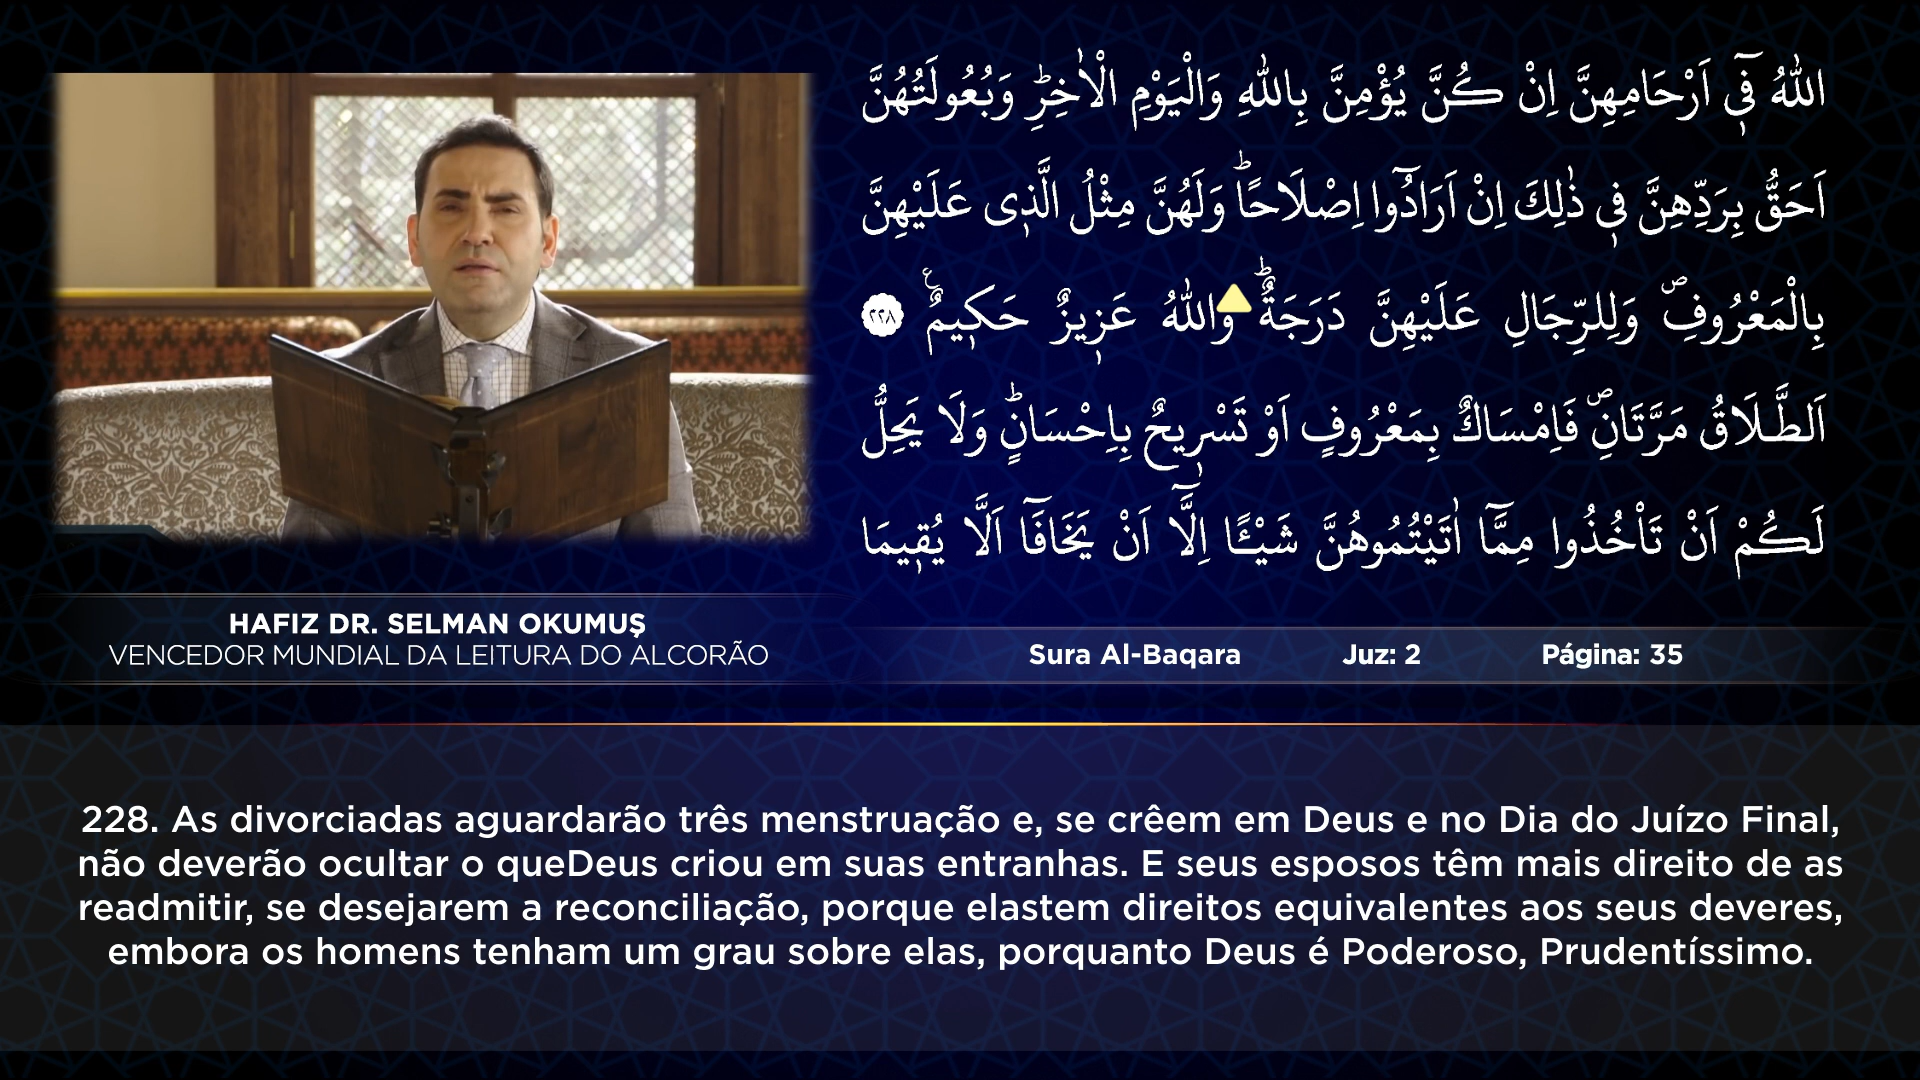 اللّٰهُ فٖٓي اَرْحَامِهِنَّ اِنْ كُنَّ يُؤْمِنَّ بِاللّٰهِ وَالْيَوْمِ الْاٰخِرِؕ وَبُعُولَتُهُنَّ
اَحَقُّ بِرَدِّهِنَّ فٖي ذٰلِكَ اِنْ اَرَادُٓوا اِصْلَاحًاؕ وَلَهُنَّ مِثْلُ الَّذٖى عَلَيْهِنَّ
بِالْمَعْرُوفِࣕ وَلِلرِّجَالِ عَلَيْهِنَّ دَرَجَةٌؕ وَاللّٰهُ عَزٖيزٌ حَكٖيمٌࣖ ٢٢٨
اَلطَّلَاقُ مَرَّتَانِࣕ فَاِمْسَاكٌ بِمَعْرُوفٍ اَوْ تَسْرٖيحٌ بِاِحْسَانٍؕ وَلَا يَحِلُّ
لَكُمْ اَنْ تَاْخُذُوا مِمَّٓا اٰتَيْتُمُوهُنَّ شَيْـًٔا اِلَّٓا اَنْ يَخَافَٓا اَلَّا يُقٖيمَا
HAFIZ DR. SELMAN OKUMUŞ
VENCEDOR MUNDIAL DA LEITURA DO ALCORÃO
Sura Al-Baqara Juz: 2 Página: 35
228. As divorciadas aguardarão três menstruação e, se crêem em Deus e no Dia do Juízo Final,
não deverão ocultar o queDeus criou em suas entranhas. E seus esposos têm mais direito de as
readmitir, se desejarem a reconciliação, porque elastem direitos equivalentes aos seus deveres,
embora os homens tenham um grau sobre elas, porquanto Deus é Poderoso, Prudentíssimo.